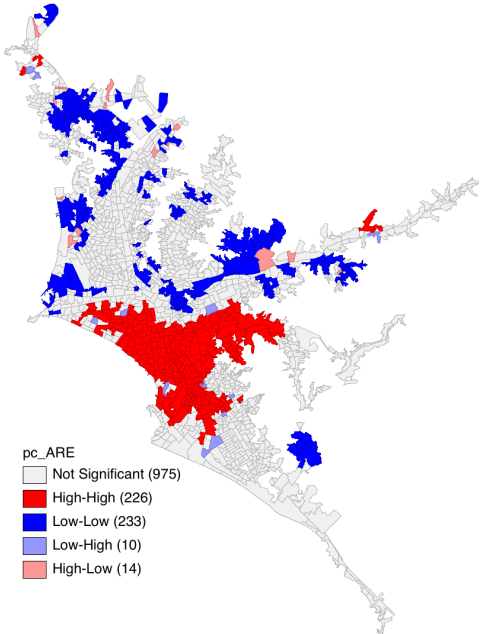 pc_ARE
Not Significant (975)
High-High (226)
Low-Low (233)
Low-High (10)
High-Low (14)